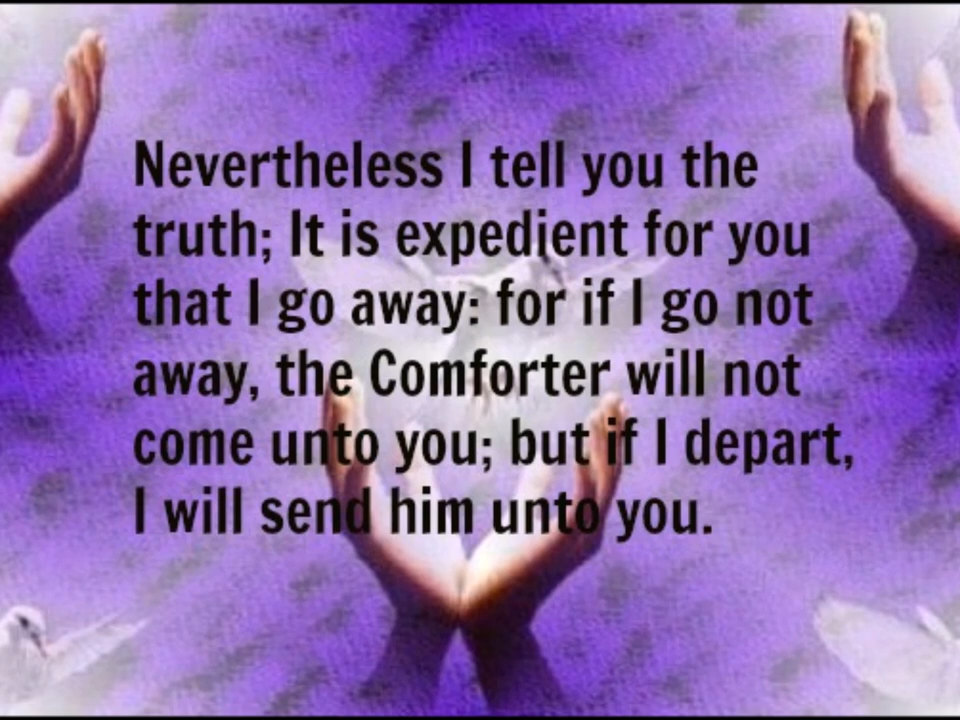 Nevertheless I tell you the
truth; It is expedient for you
that I go away: for if I go not
away, the Comforter will not
come unto you; but if I depart,
I will send him unto you.